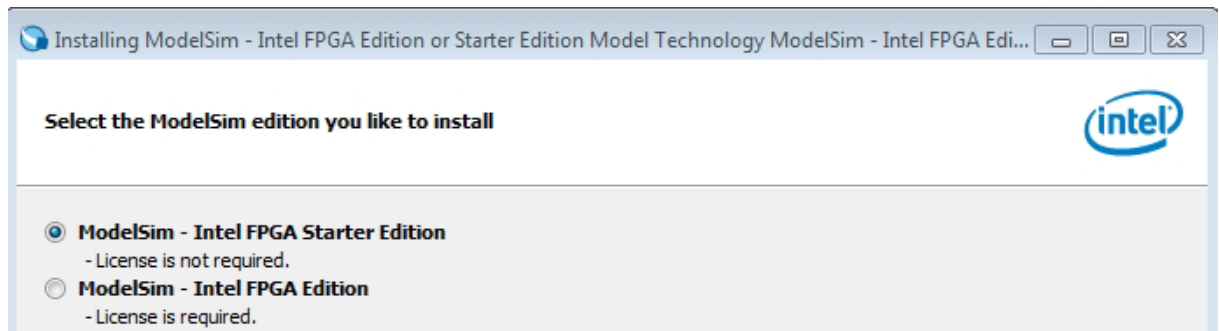 Installing ModelSim - Intel FPGA Edition or Starter Edition Model Technology ModelSim - Intel FPGA Edi...
Select the ModelSim edition you like to install
intel
ModelSim - Intel FPGA Starter Edition
- License is not required.
ModelSim - Intel FPGA Edition
- License is required.